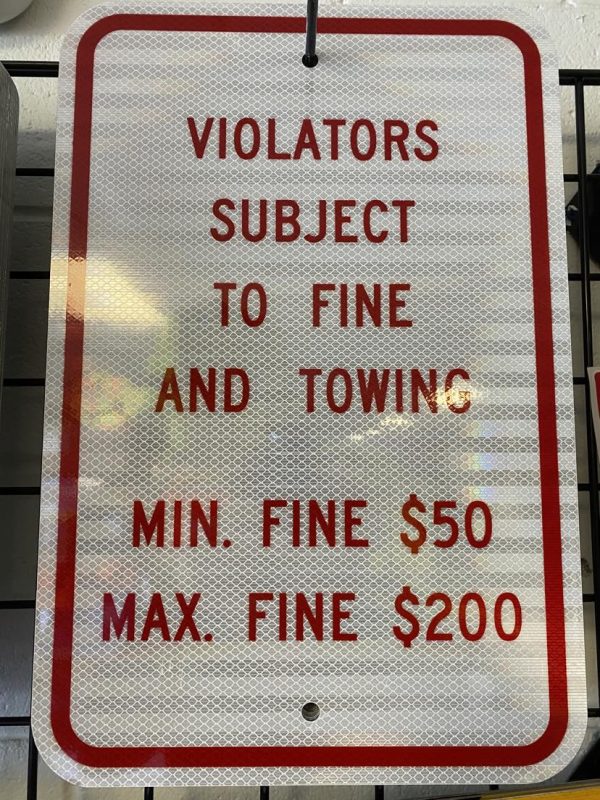 VIOLATORS
SUBJECT
TO FINE
AND TOWING
MIN. FINE $50
MAX. FINE $200